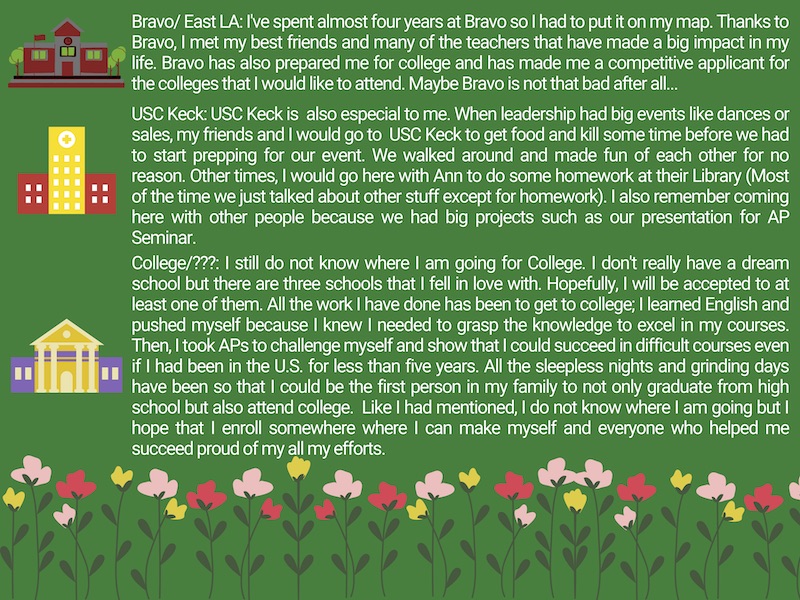 Bravo/ East LA: I've spent almost four years at Bravo so I had to put it on my map. Thanks to
Bravo, I met my best friends and many of the teachers that have made a big impact in my
life. Bravo has also prepared me for college and has made me a competitive applicant for
the colleges that I would like to attend. Maybe Bravo is not that bad after all...
USC Keck: USC Keck is also especial to me. When leadership had big events like dances or
sales, my friends and I would go to USC Keck to get food and kill some time before we had
to start prepping for our event. We walked around and made fun of each other for no
reason. Other times, I would go here with Ann to do some homework at their Library (Most
of the time we just talked about other stuff except for homework). I also remember coming
here with other people because we had big projects such as our presentation for AP
Seminar.
College/???: I still do not know where I am going for College. I don't really have a dream
school but there are three schools that I fell in love with. Hopefully, I will be accepted to at
least one of them. All the work I have done has been to get to college; I learned English and
pushed myself because I knew I needed to grasp the knowledge to excel in my courses.
Then, I took APs to challenge myself and show that I could succeed in difficult courses even
if I had been in the U.S. for less than five years. All the sleepless nights and grinding days
have been so that I could be the first person in my family to not only graduate from high
school but also attend college. Like I had mentioned, I do not know where I am going but I
hope that I enroll somewhere where I can make myself and everyone who helped me
succeed proud of my all my efforts.